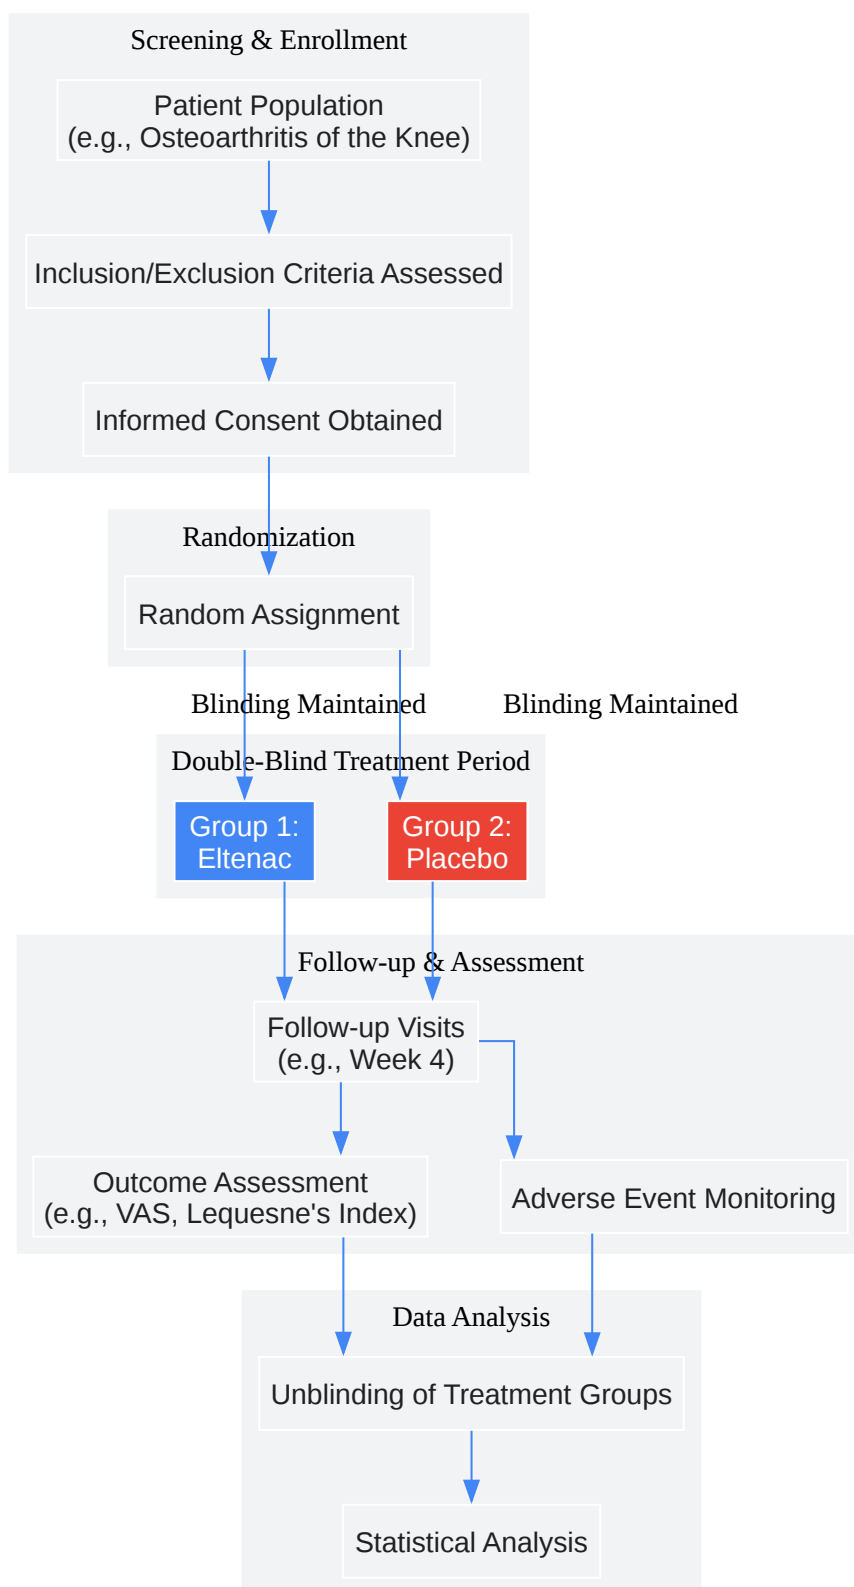 Screening & Enrollment
Patient Population
(e.g., Osteoarthritis of the Knee)
Inclusion/Exclusion Criteria Assessed
Informed Consent Obtained
Randomization
Random Assignment
Blinding Maintained
Blinding Maintained
Double-Blind Treatment Period
Group 1:
Eltenac
Group 2:
Placebo
Follow-up & Assessment
Follow-up Visits
(e.g., Week 4)
Outcome Assessment
(e.g., VAS, Lequesne's Index)
Adverse Event Monitoring
Data Analysis
Unblinding of Treatment Groups
Statistical Analysis